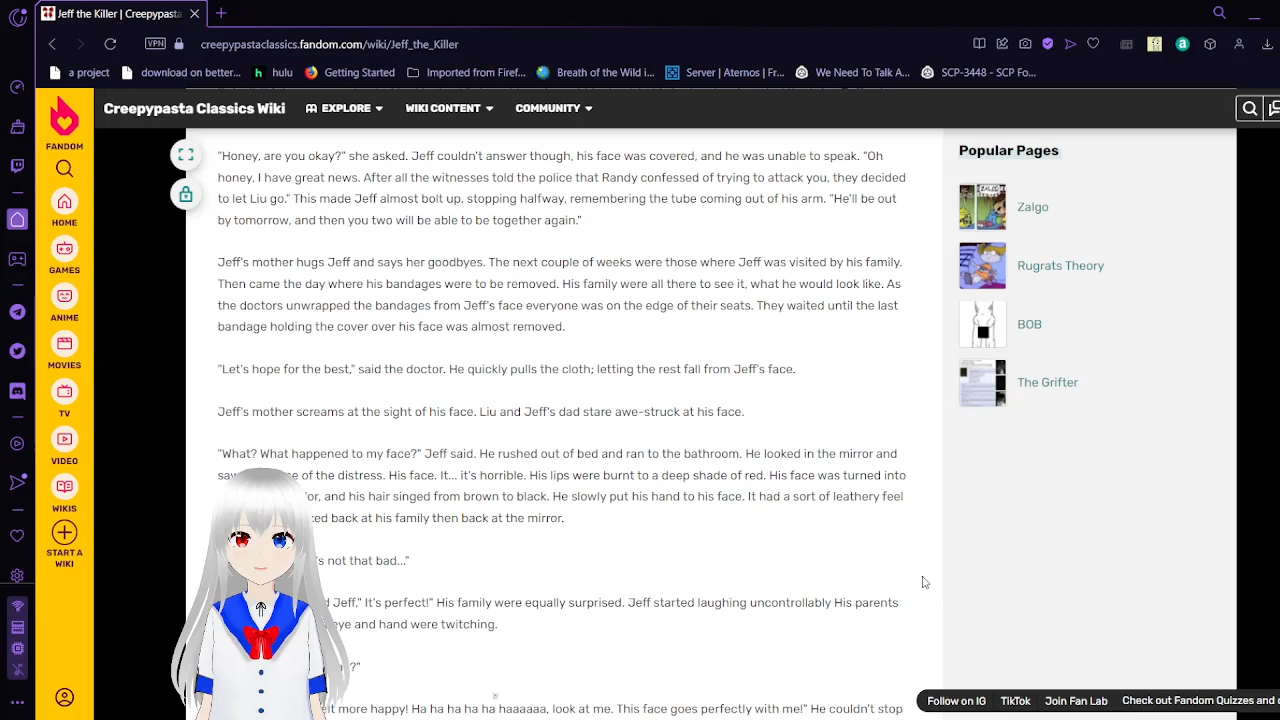 Jeff the Killer | Creepypasta
VPN
creepypastaclassics.fandom.com/wiki/Jeff_the_Killer
a project
download on better...
hulu
Getting Started
Imported from Firef...
Breath of the Wild i...
Server | Aternos | Fr...
We Need To Talk A...
SCP-3448 - SCP Fo...
Creepypasta Classics Wiki
EXPLORE
WIKI CONTENT
COMMUNITY
FANDOM
HOME
GAMES
ANIME
MOVIES
TV
VIDEO
WIKIS
START A
WIKI
"Honey, are you okay?" she asked. Jeff couldn't answer though, his face was covered, and he was unable to speak. "Oh
honey, I have great news. After all the witnesses told the police that Randy confessed of trying to attack you, they decided
to let Liu go." This made Jeff almost bolt up, stopping halfway, remembering the tube coming out of his arm. "He'll be out
by tomorrow, and then you two will be able to be together again."
Jeff's mother hugs Jeff and says her goodbyes. The next couple of weeks were those where Jeff was visited by his family.
Then came the day where his bandages were to be removed. His family were all there to see it, what he would look like. As
the doctors unwrapped the bandages from Jeff's face everyone was on the edge of their seats. They waited until the last
bandage holding the cover over his face was almost removed.
"Let's hope for the best," said the doctor. He quickly pulls the cloth; letting the rest fall from Jeff's face.
Jeff's mother screams at the sight of his face. Liu and Jeff's dad stare awe-struck at his face.
"What? What happened to my face?" Jeff said. He rushed out of bed and ran to the bathroom. He looked in the mirror and
of the distress. His face. It... it's horrible. His lips were burnt to a deep shade of red. His face was turned into
and his hair singed from brown to black. He slowly put his hand to his face. It had a sort of leathery feel
back at his family then back at the mirror.
not that bad..."
Jeff," It's perfect!" His family were equally surprised. Jeff started laughing uncontrollably His parents
eye and hand were twitching.
more happy! Ha ha ha ha ha haaaaa, look at me. This face goes perfectly with me!" He couldn't stop
Popular Pages
Zalgo
Rugrats Theory
BOB
The Grifter
Follow on IG
TikTok
Join Fan Lab
Check out Fandom Quizzes and